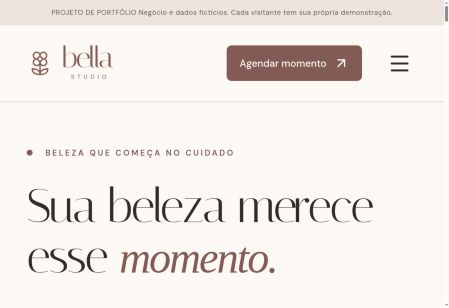 PROJETO DE PORTFÓLIO Negócio e dados fictícios. Cada visitante tem sua própria demonstração.
bella
STUDIO
Agendar momento
BELEZA QUE COMEÇA NO CUIDADO
Sua beleza merece
esse momento.